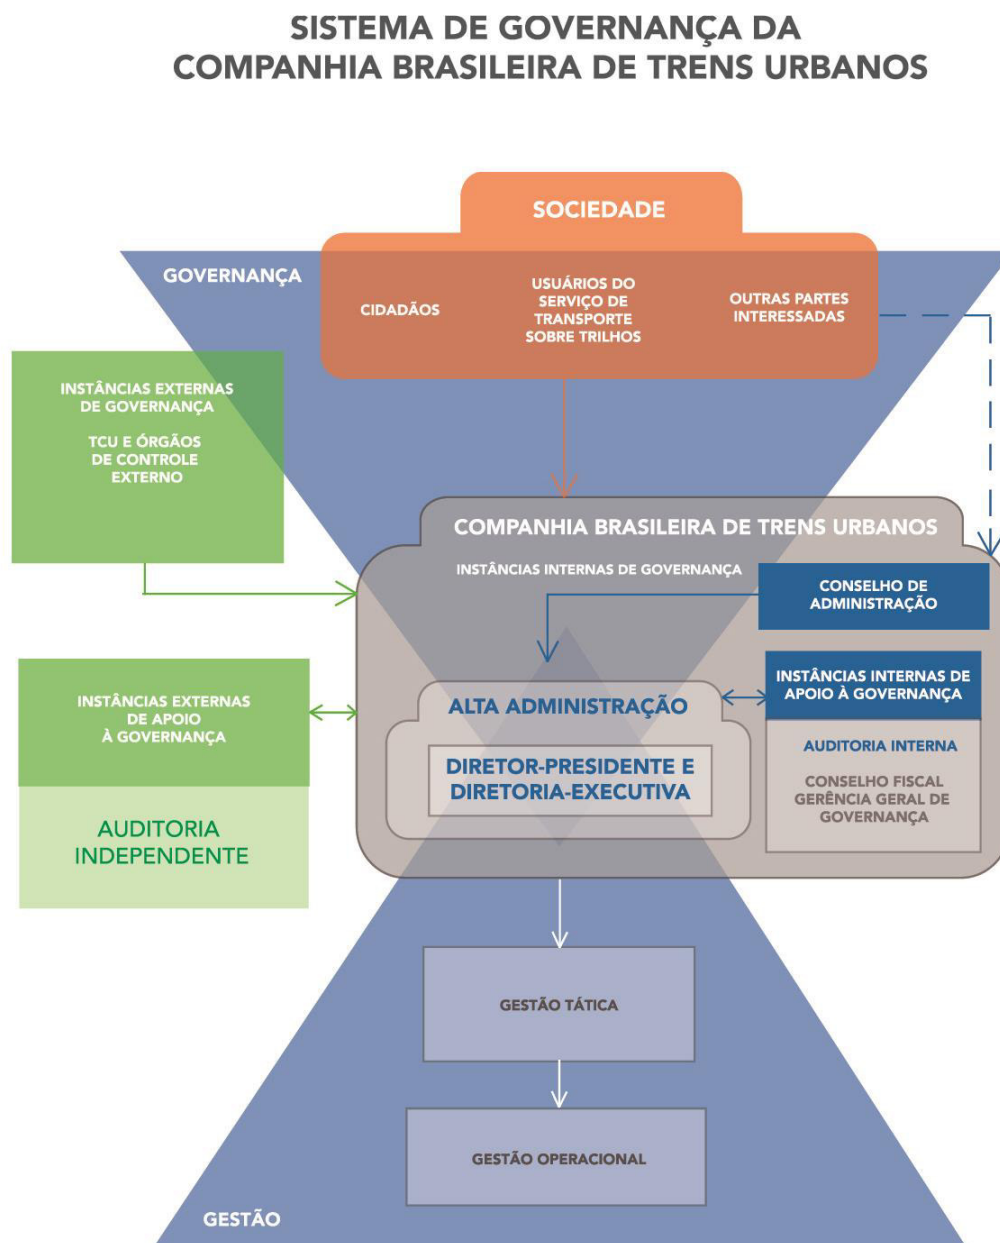 SISTEMA DE GOVERNANÇA DA
COMPANHIA BRASILEIRA DE TRENS URBANOS
SOCIEDADE
GOVERNANÇA
CIDADÃOS
USUÁRIOS DO
SERVIÇO DE
TRANSPORTE
SOBRE TRILHOS
OUTRAS PARTES
INTERESSADAS
INSTÂNCIAS EXTERNAS
DE GOVERNANÇA
TCU E ÓRGÃOS
DE CONTROLE
EXTERNO
COMPANHIA BRASILEIRA DE TRENS URBANOS
INSTÂNCIAS INTERNAS DE GOVERNANÇA
CONSELHO DE
ADMINISTRAÇÃO
INSTÂNCIAS EXTERNAS
DE APOIO
À GOVERNANÇA
AUDITORIA
INDEPENDENTE
ALTA ADMINISTRAÇÃO
DIRETOR-PRESIDENTE E
DIRETORIA-EXECUTIVA
INSTÂNCIAS INTERNAS DE
APOIO À GOVERNANÇA
AUDITORIA INTERNA
CONSELHO FISCAL
GERÊNCIA GERAL DE
GOVERNANÇA
GESTÃO TÁTICA
GESTÃO OPERACIONAL
GESTÃO